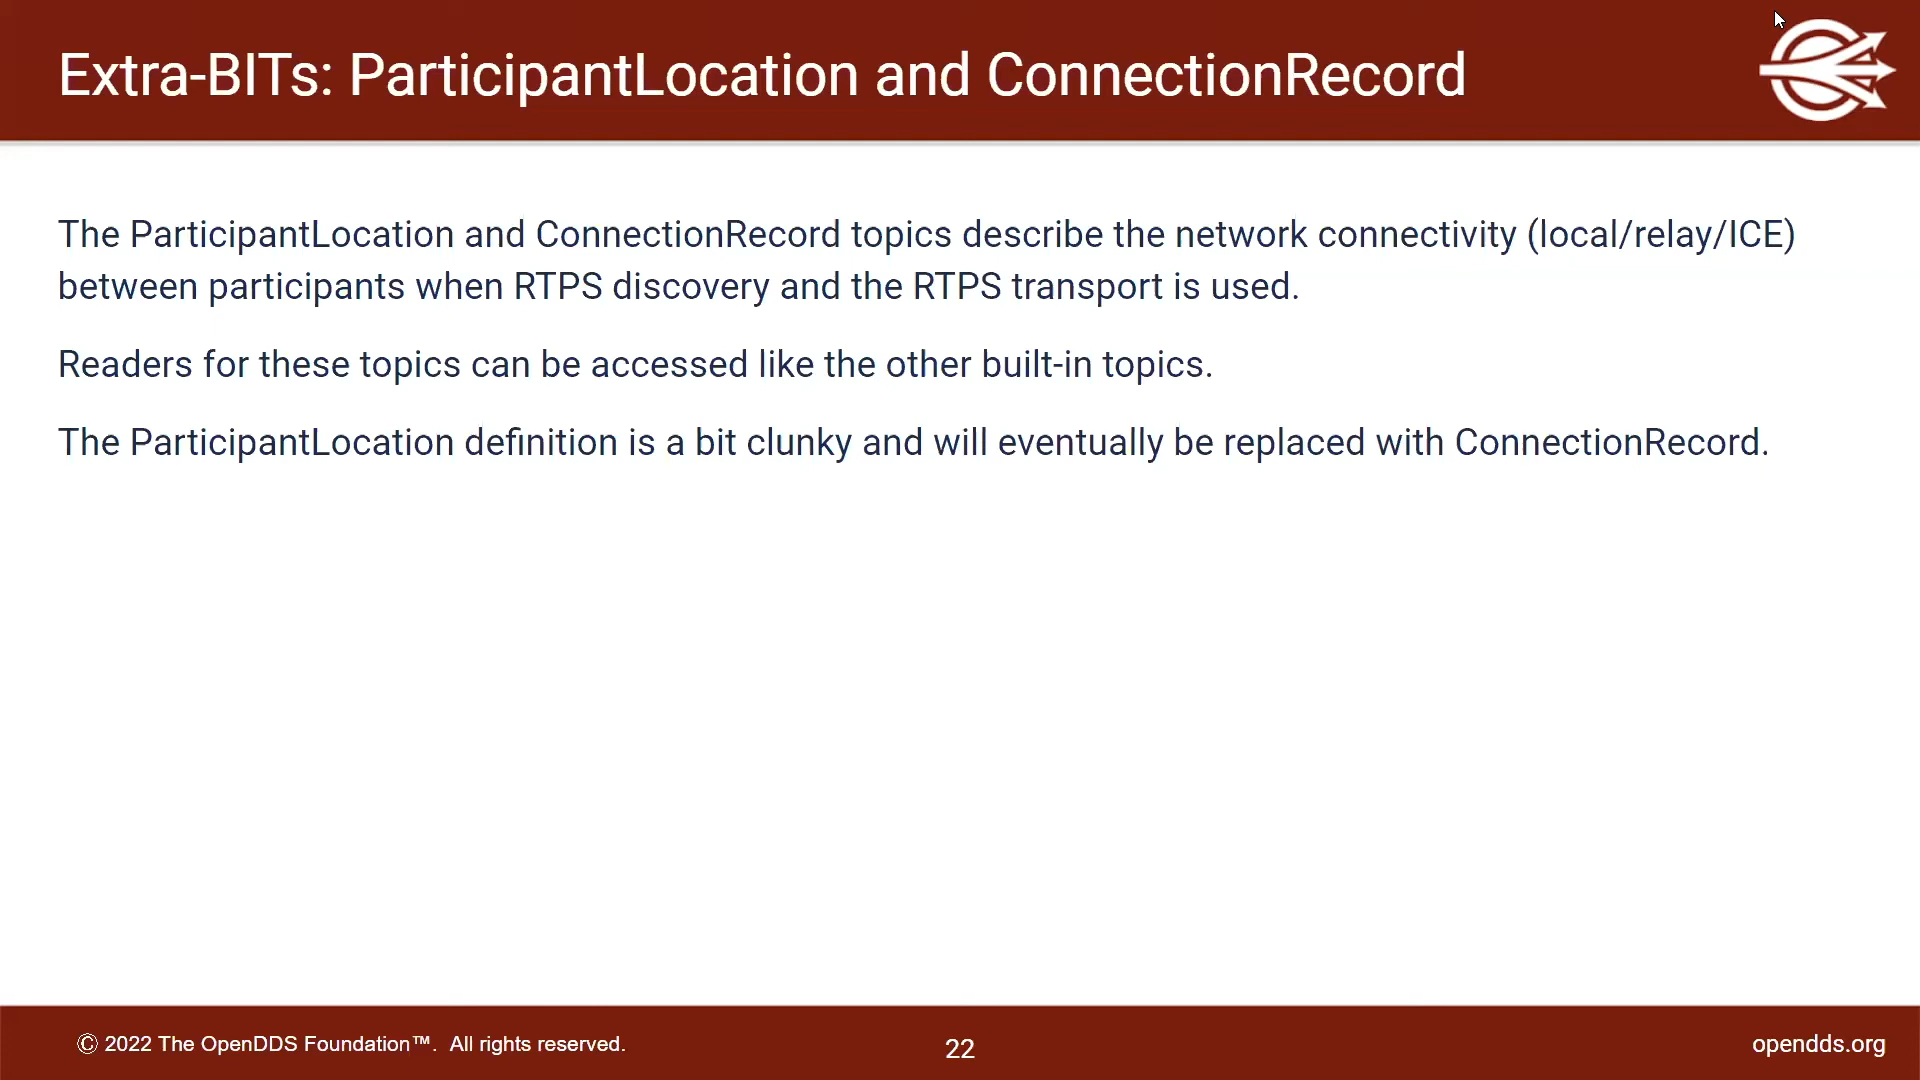 Extra-BITs: ParticipantLocation and ConnectionRecord
The ParticipantLocation and ConnectionRecord topics describe the network connectivity (local/relay/ICE)
between participants when RTPS discovery and the RTPS transport is used.
Readers for these topics can be accessed like the other built-in topics.
The ParticipantLocation definition is a bit clunky and will eventually be replaced with ConnectionRecord.
© 2022 The OpenDDS Foundation™. All rights reserved.
22
opendds.org